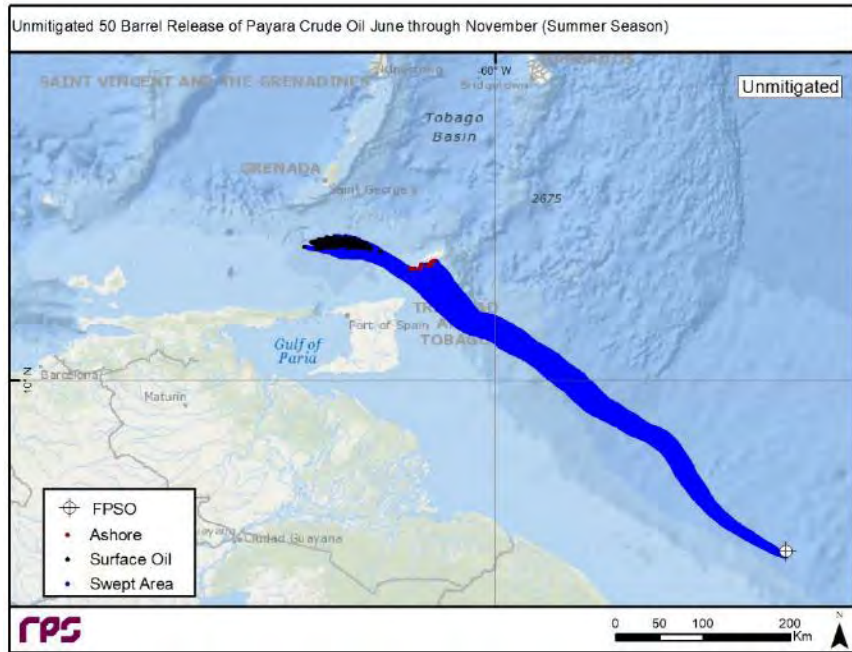 Unmitigated 50 Barrel Release of Payara Crude Oil June through November (Summer Season)
Kingstown
-60° W
SAINT VINCENT AND THE GRENADINES
Bridgetown
Unmitigated
Tobago
Basin
GRENADA
Saint George's
2675
TOBAGO
Port of Spain
Gulf of
Paria
10° N
Barcelona
Maturin
FPSO
Ashore
Surface Oil
Swept Area
Ciudad Guayana
rps
0 50 100 200
Km
N